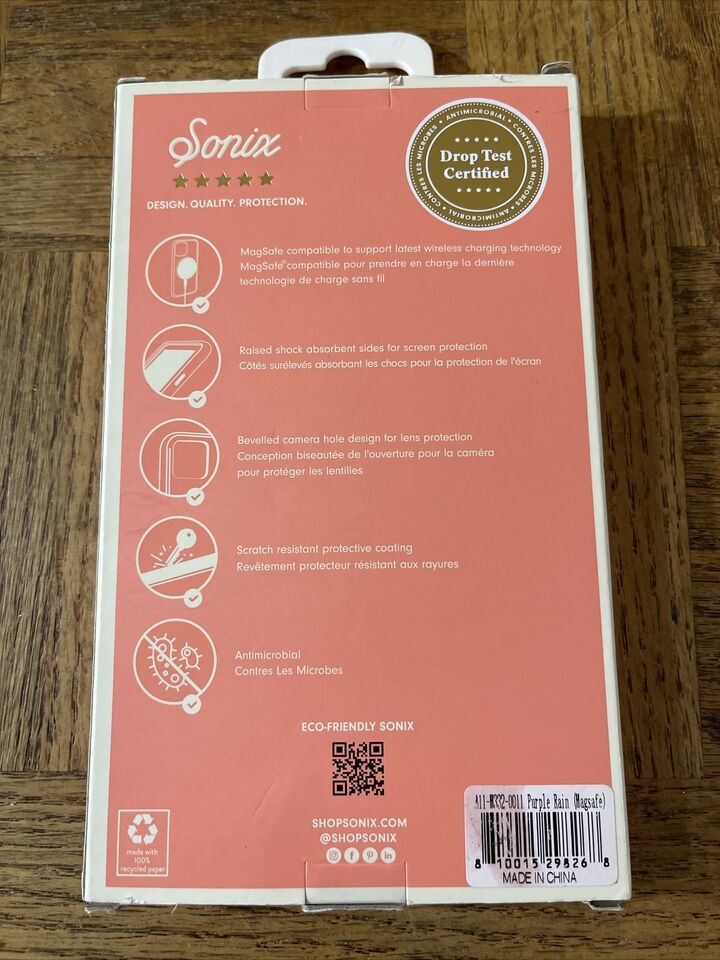 Sonix
DESIGN. QUALITY. PROTECTION.
ANTIMICROBIAL • CONTRES LES MICROBES • ANTIMICROBIAL • CONTRES LES MICROBES •
Drop Test
Certified
MagSafe compatible to support latest wireless charging technology
MagSafe® compatible pour prendre en charge la dernière
technologie de charge sans fil
Raised shock absorbent sides for screen protection
Côtés surélevés absorbant les chocs pour la protection de l'écran
Bevelled camera hole design for lens protection
Conception biseautée de l'ouverture pour la caméra
pour protéger les lentilles
Scratch resistant protective coating
Revêtement protecteur résistant aux rayures
Antimicrobial
Contres Les Microbes
ECO-FRIENDLY SONIX
SHOPSONIX.COM
@SHOPSONIX
made with
100%
recycled paper
A11-M332-0011 Purple Rain (Magsafe)
8 10015 29826 8
MADE IN CHINA